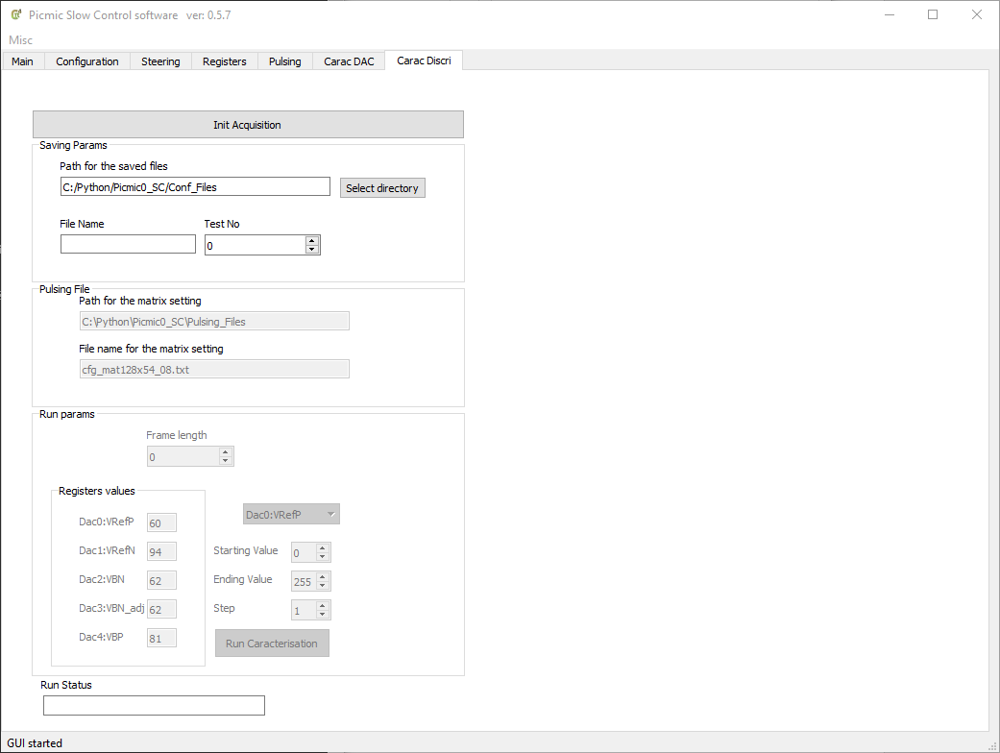 Picmic Slow Control software ver: 0.5.7
Misc
Main Configuration Steering Registers Pulsing Carac DAC Carac Discri
Init Acquisition
Saving Params
Path for the saved files
C:/Python/Picmic0_SC/Conf_Files Select directory
File Name Test No
0
Pulsing File
Path for the matrix setting
C:\Python\Picmic0_SC\Pulsing_Files
File name for the matrix setting
cfg_mat128x54_08.txt
Run params
Frame length
0
Registers values
Dac0:VRefP 60 Dac0:VRefP
Dac1:VRefN 94 Starting Value 0
Dac2:VBN 62 Ending Value 255
Dac3:VBN_adj 62 Step 1
Dac4:VBP 81 Run Caracterisation
Run Status
GUI started